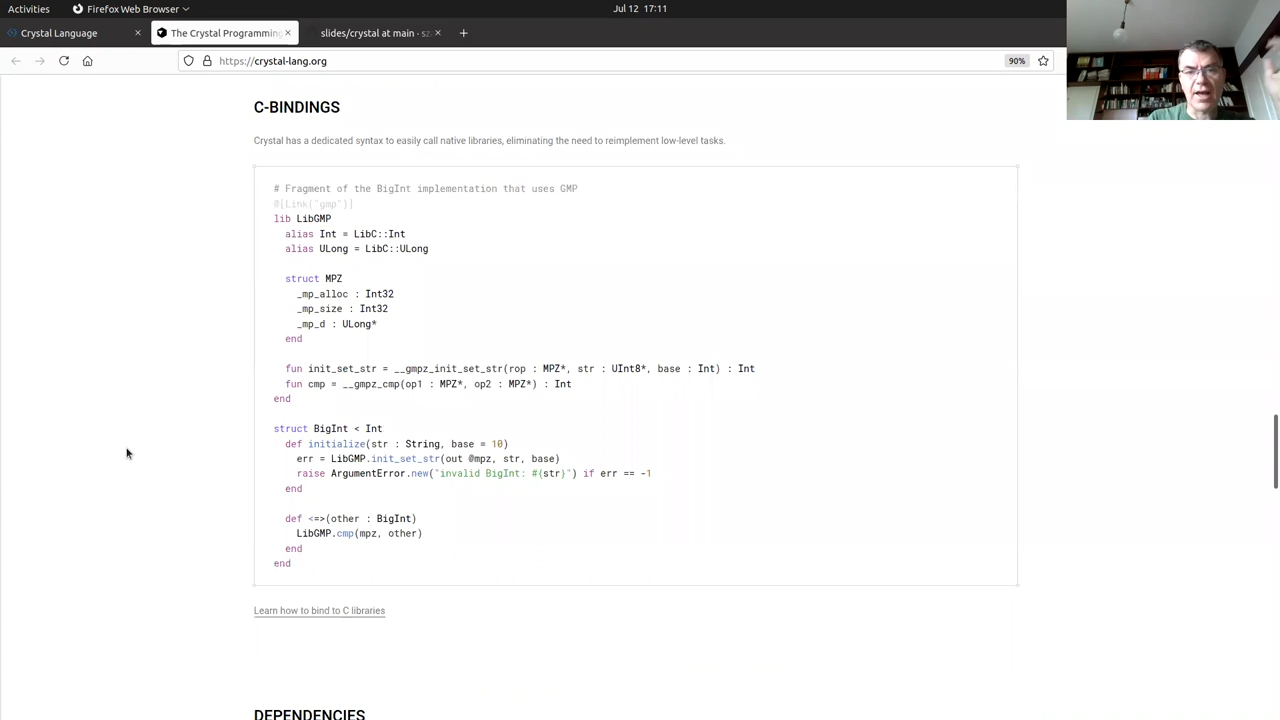 Activities
Firefox Web Browser
Jul 12 17:11
Crystal Language
The Crystal Programming
slides/crystal at main · sz
https://crystal-lang.org
90%
C-BINDINGS
Crystal has a dedicated syntax to easily call native libraries, eliminating the need to reimplement low-level tasks.
# Fragment of the BigInt implementation that uses GMP
@[Link("gmp")]
lib LibGMP
  alias Int = LibC::Int
  alias ULong = LibC::ULong
  struct MPZ
    _mp_alloc : Int32
    _mp_size : Int32
    _mp_d : ULong*
  end
  fun init_set_str = __gmpz_init_set_str(rop : MPZ*, str : UInt8*, base : Int) : Int
  fun cmp = __gmpz_cmp(op1 : MPZ*, op2 : MPZ*) : Int
end
struct BigInt < Int
  def initialize(str : String, base = 10)
    err = LibGMP.init_set_str(out @mpz, str, base)
    raise ArgumentError.new("invalid BigInt: #{str}") if err == -1
  end
  def <=>(other : BigInt)
    LibGMP.cmp(mpz, other)
  end
end
Learn how to bind to C libraries
DEPENDENCIES